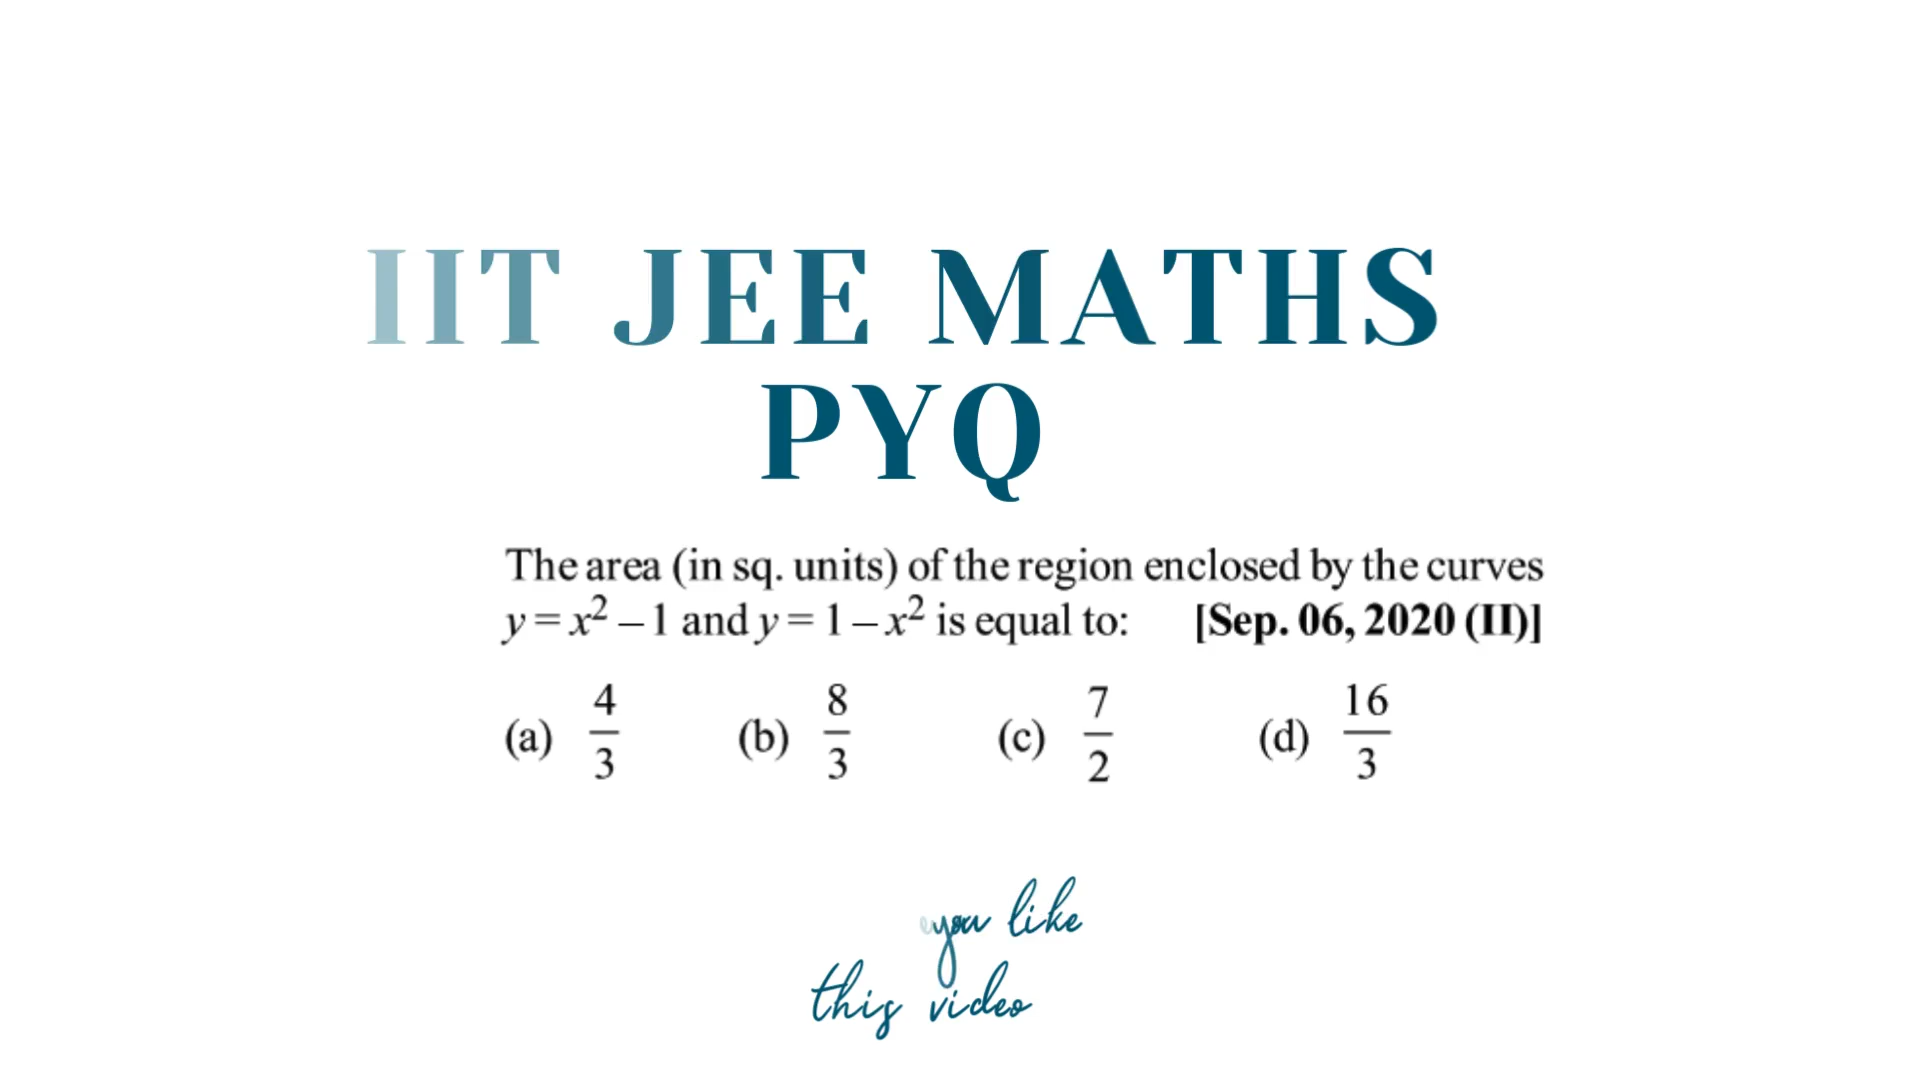 IIT JEE MATHS
PYQ
The area (in sq. units) of the region enclosed by the curves
y = x² – 1 and y = 1 – x² is equal to: [Sep. 06, 2020 (II)]
(a) 4/3 (b) 8/3 (c) 7/2 (d) 16/3
you like
this video